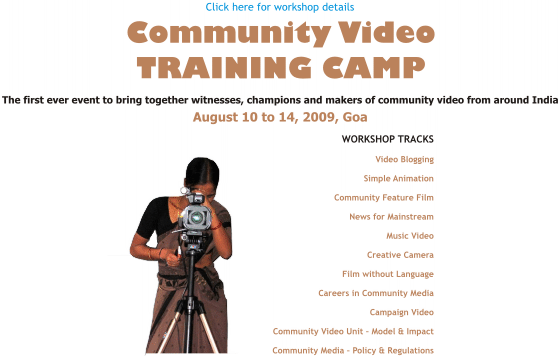 Click here for workshop details
Community Video
TRAINING CAMP
The first ever event to bring together witnesses, champions and makers of community video from around India
August 10 to 14, 2009, Goa
WORKSHOP TRACKS
Video Blogging
Simple Animation
Community Feature Film
News for Mainstream
Music Video
Creative Camera
Film without Language
Careers in Community Media
Campaign Video
Community Video Unit - Model & Impact
Community Media - Policy & Regulations